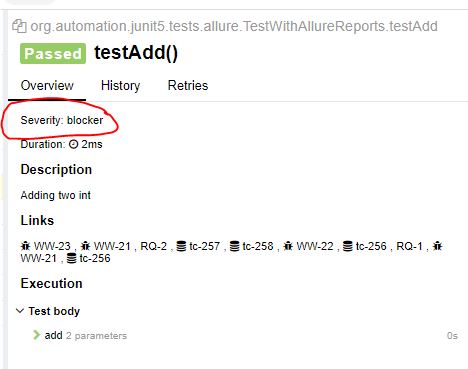 org.automation.junit5.tests.allure.TestWithAllureReports.testAdd
Passed testAdd()
Overview History Retries
Severity: blocker
Duration: 2ms
Description
Adding two int
Links
WW-23 , WW-21 , RQ-2 , tc-257 , tc-258 , WW-22 , tc-256 , RQ-1 ,
WW-21 , tc-256
Execution
Test body
add 2 parameters 0s